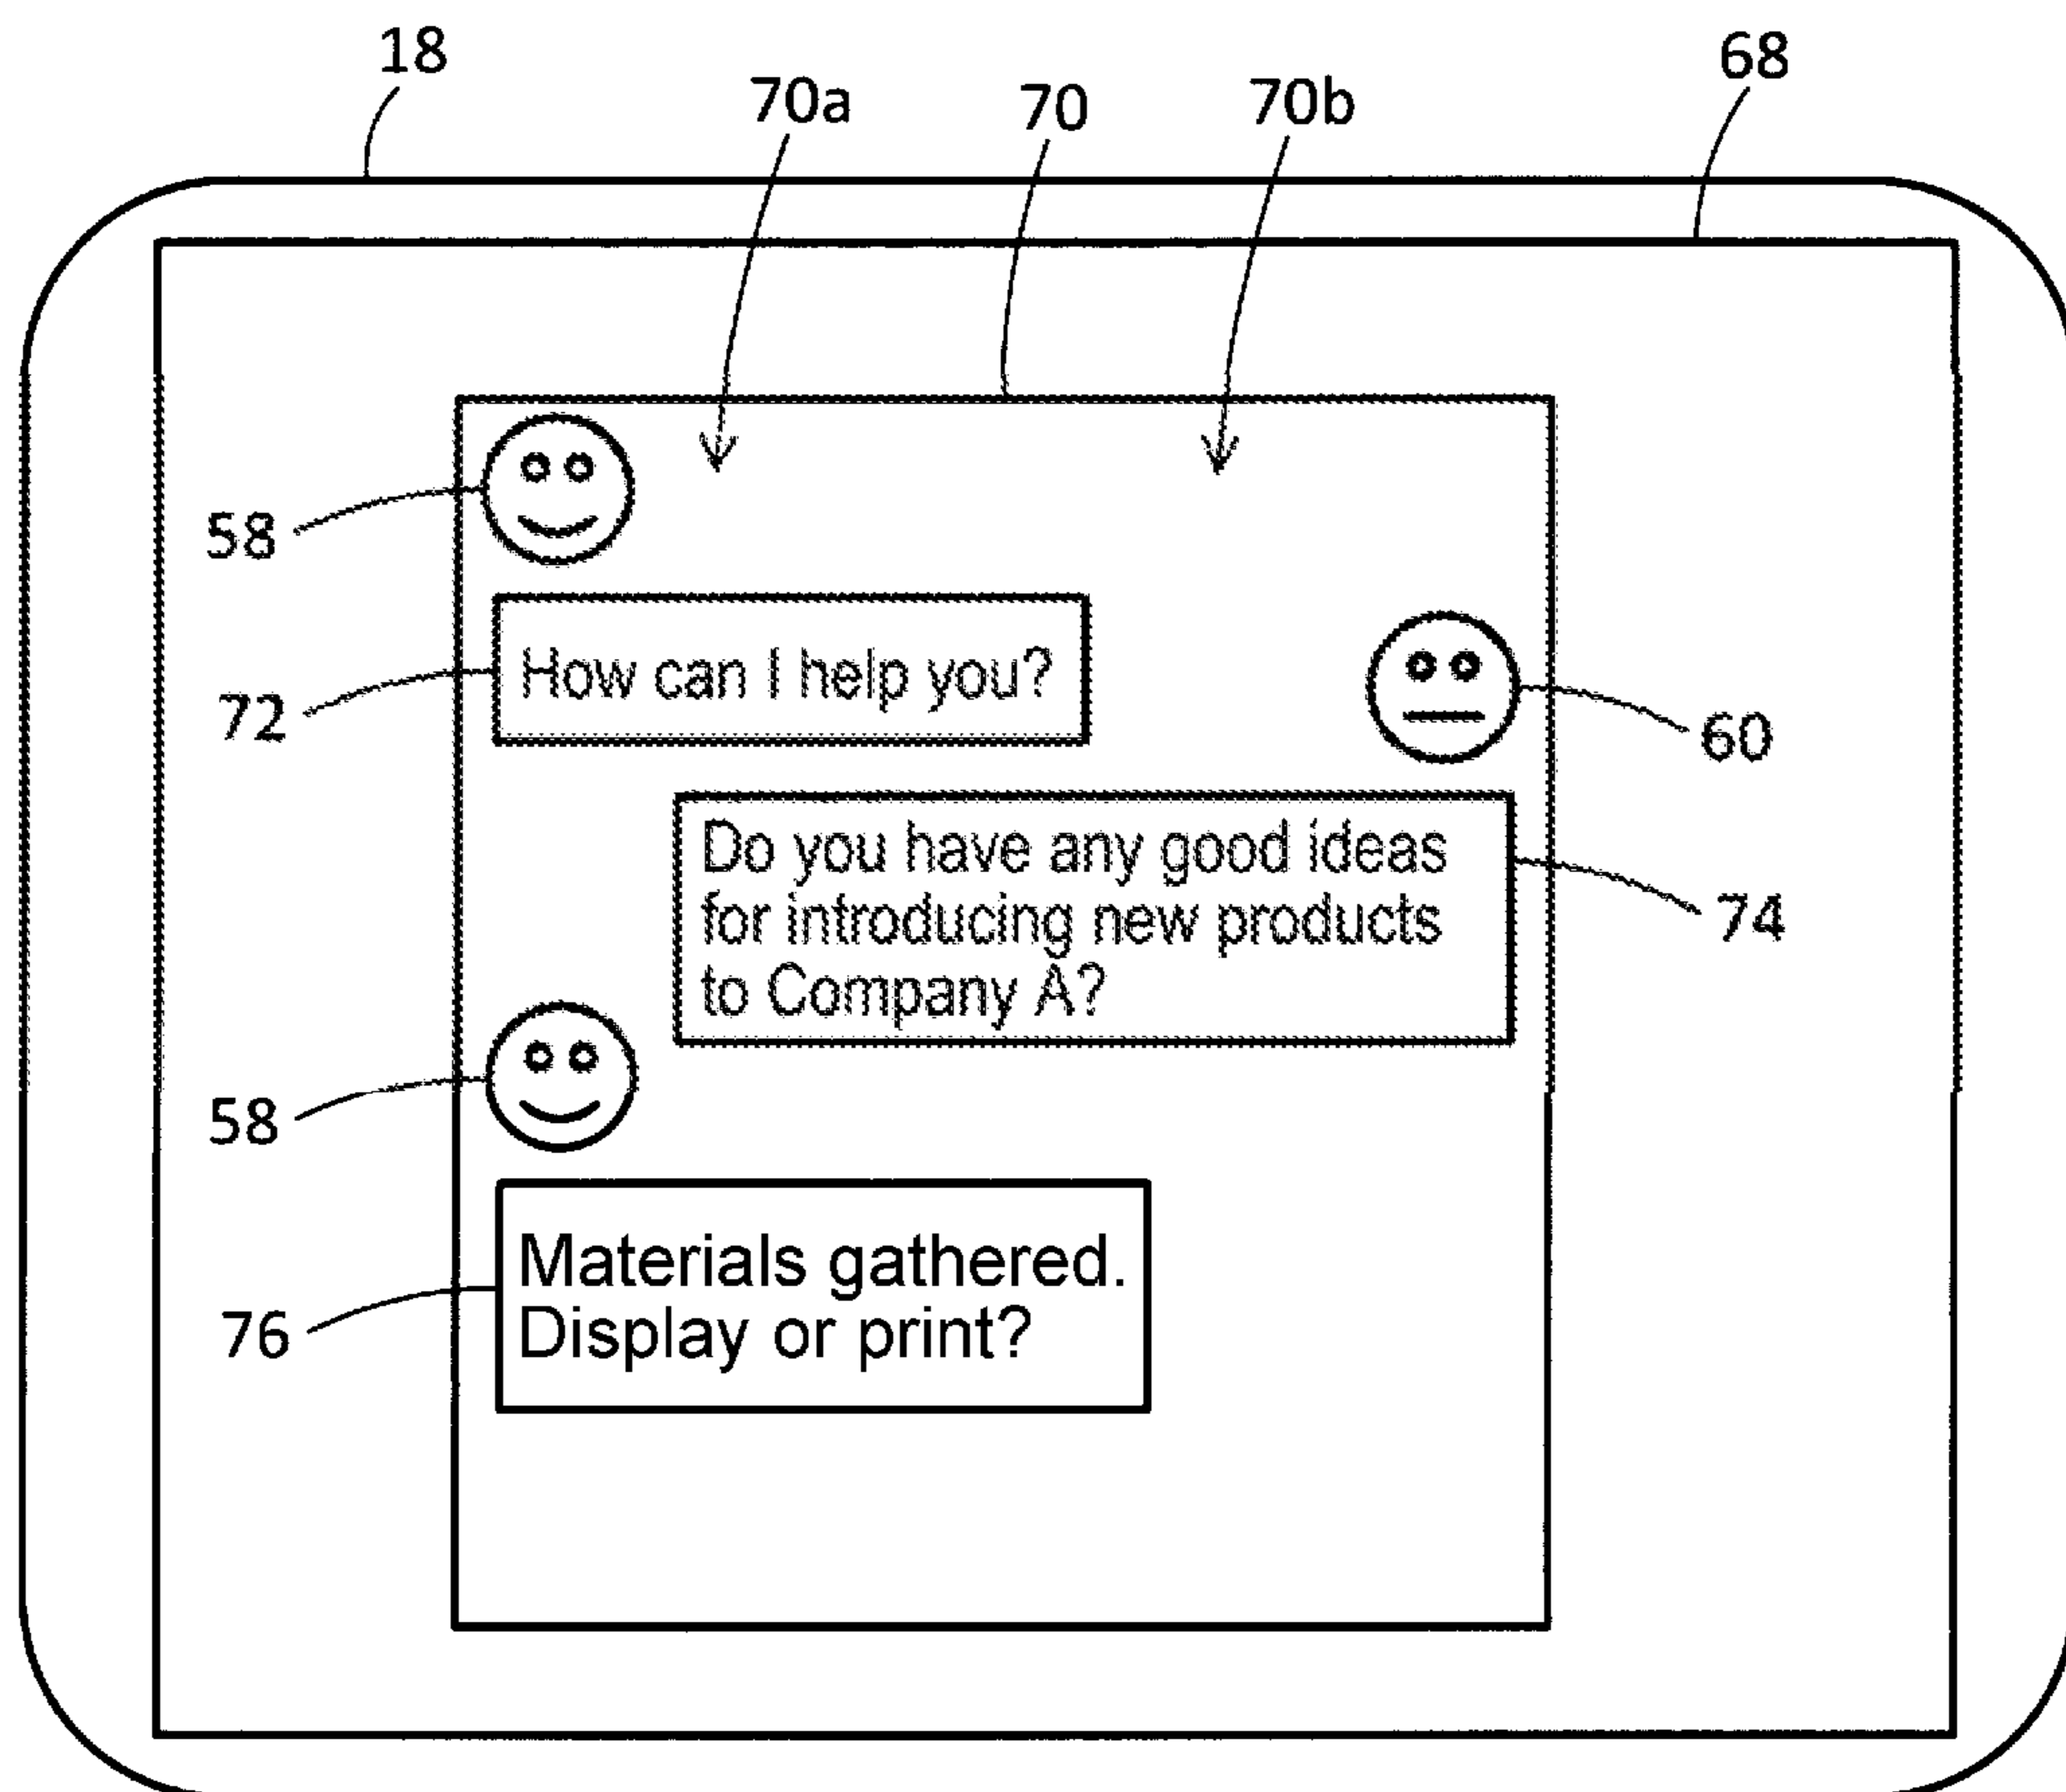 18
68
70a
70
70b
58
72
How can I help you?
60
Do you have any good ideas
for introducing new products
to Company A?
74
58
76
Materials gathered.
Display or print?